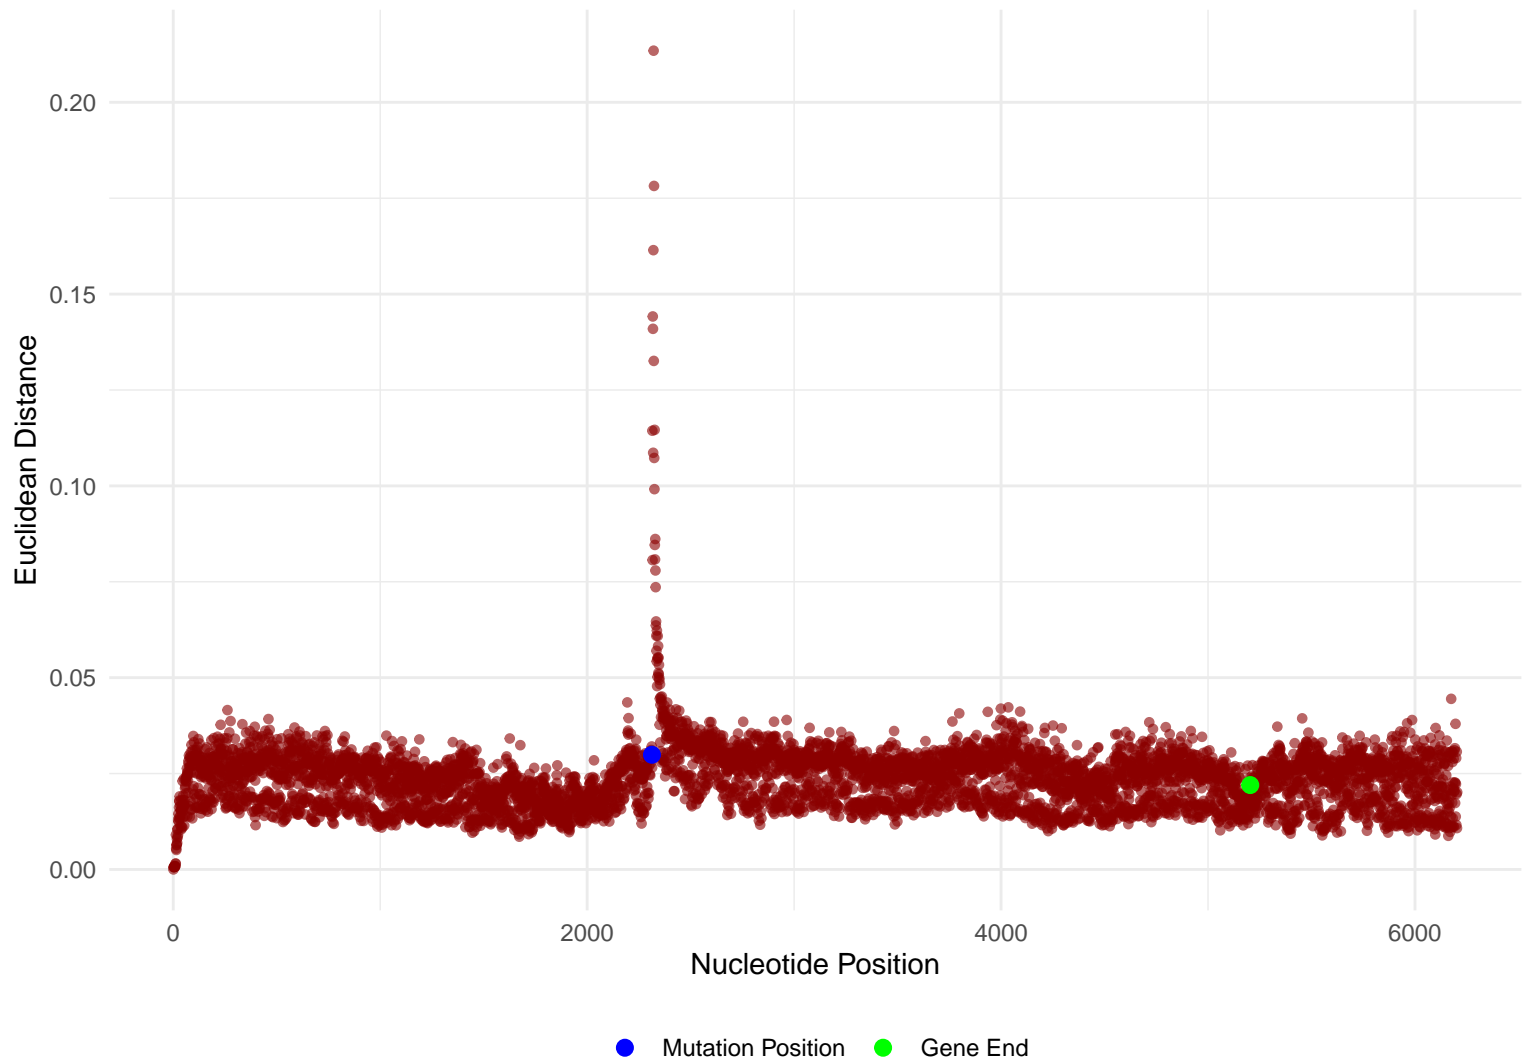 0.20
0.15
0.10
0.05
0.00
Euclidean Distance
0 2000 4000 6000
Nucleotide Position
Mutation Position Gene End